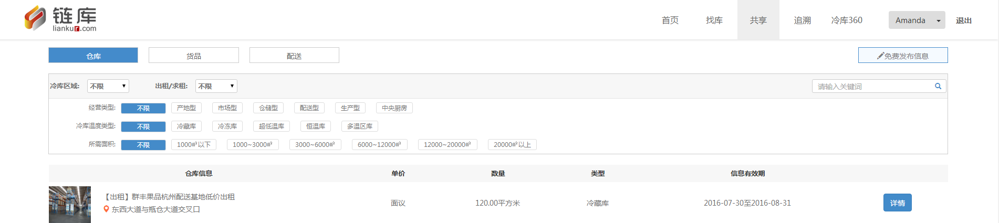 链库
liankur.com
首页 找库 共享 追溯 冷库360 Amanda 退出
仓库 货品 配送 免费发布信息
冷库区域: 不限 出租/求租: 不限 请输入关键词
经营类型: 不限 产地型 市场型 仓储型 配送型 生产型 中央厨房
冷库温度类型: 不限 冷藏库 冷冻库 超低温库 恒温库 多温区库
所需面积: 不限 1000㎡以下 1000~3000㎡ 3000~6000㎡ 6000~12000㎡ 12000~20000㎡ 20000㎡以上
仓库信息 单价 数量 类型 信息有效期
【出租】群丰果品杭州配送基地低价出租
东西大道与瓶仓大道交叉口
面议 120.00平方米 冷藏库 2016-07-30至2016-08-31 详情